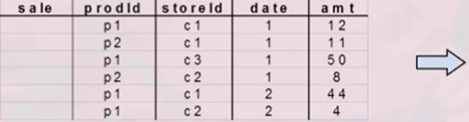 sale prodId storeId date amt
p1 c1 1 12
p2 c1 1 11
p1 c3 1 50
p2 c2 1 8
p1 c1 2 44
p1 c2 2 4